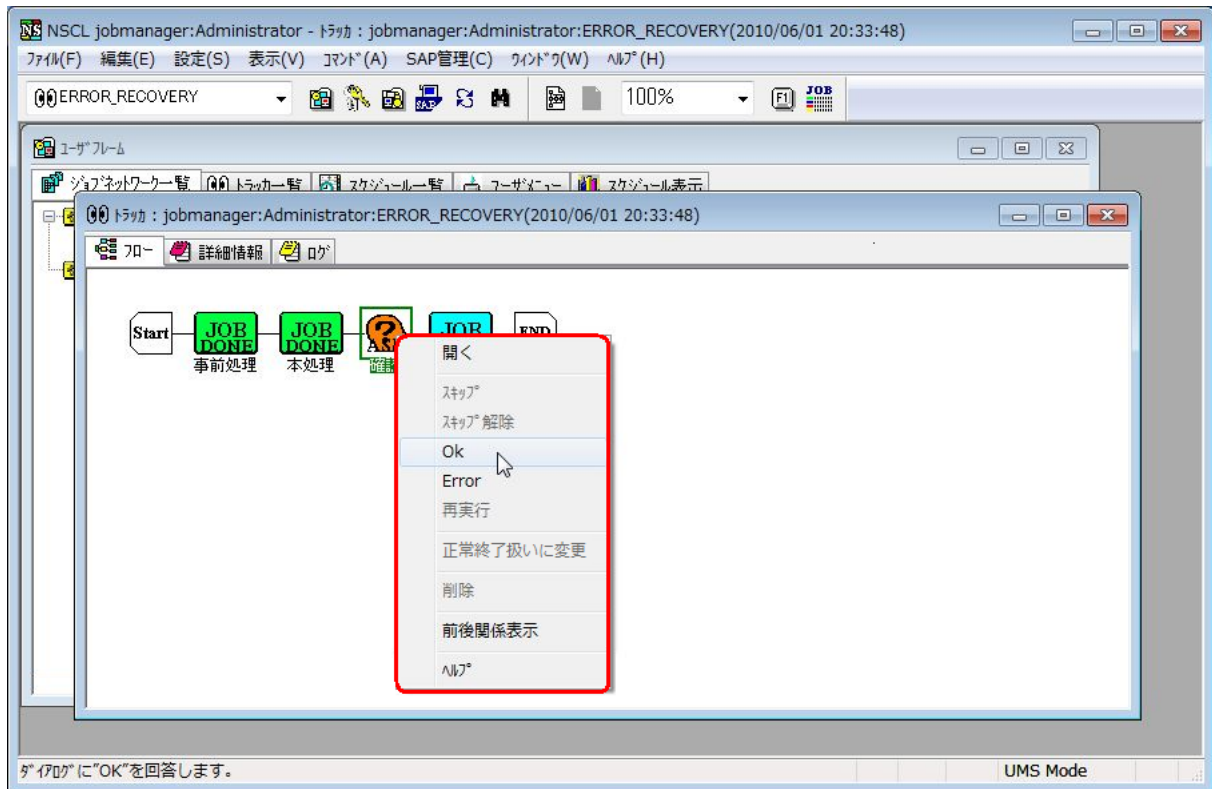 NSCL jobmanager:Administrator - ﾄﾗｯｶ : jobmanager:Administrator:ERROR_RECOVERY(2010/06/01 20:33:48)
ﾌｧｲﾙ(F) 編集(E) 設定(S) 表示(V) ｺﾏﾝﾄﾞ(A) SAP管理(C) ｳｨﾝﾄﾞｳ(W) ﾍﾙﾌﾟ(H)
ERROR_RECOVERY 100% F1 JOB
SAP
ﾕｰｻﾞﾌﾚｰﾑ
ｼﾞｮﾌﾞﾈｯﾄﾜｰｸ一覧 ﾄﾗｯｶ一覧 ｽｹｼﾞｭｰﾙ一覧 ﾕｰｻﾞﾒﾆｭｰ ｽｹｼﾞｭｰﾙ表示
ﾄﾗｯｶ : jobmanager:Administrator:ERROR_RECOVERY(2010/06/01 20:33:48)
ﾌﾛｰ 詳細情報 ﾛｸﾞ
Start JOB DONE JOB DONE JOB END
事前処理 本処理
開く
ｽｷｯﾌﾟ
ｽｷｯﾌﾟ解除
Ok
Error
再実行
正常終了扱いに変更
削除
前後関係表示
ﾍﾙﾌﾟ
ﾀﾞｲｱﾛｸﾞに"OK"を回答します。 UMS Mode